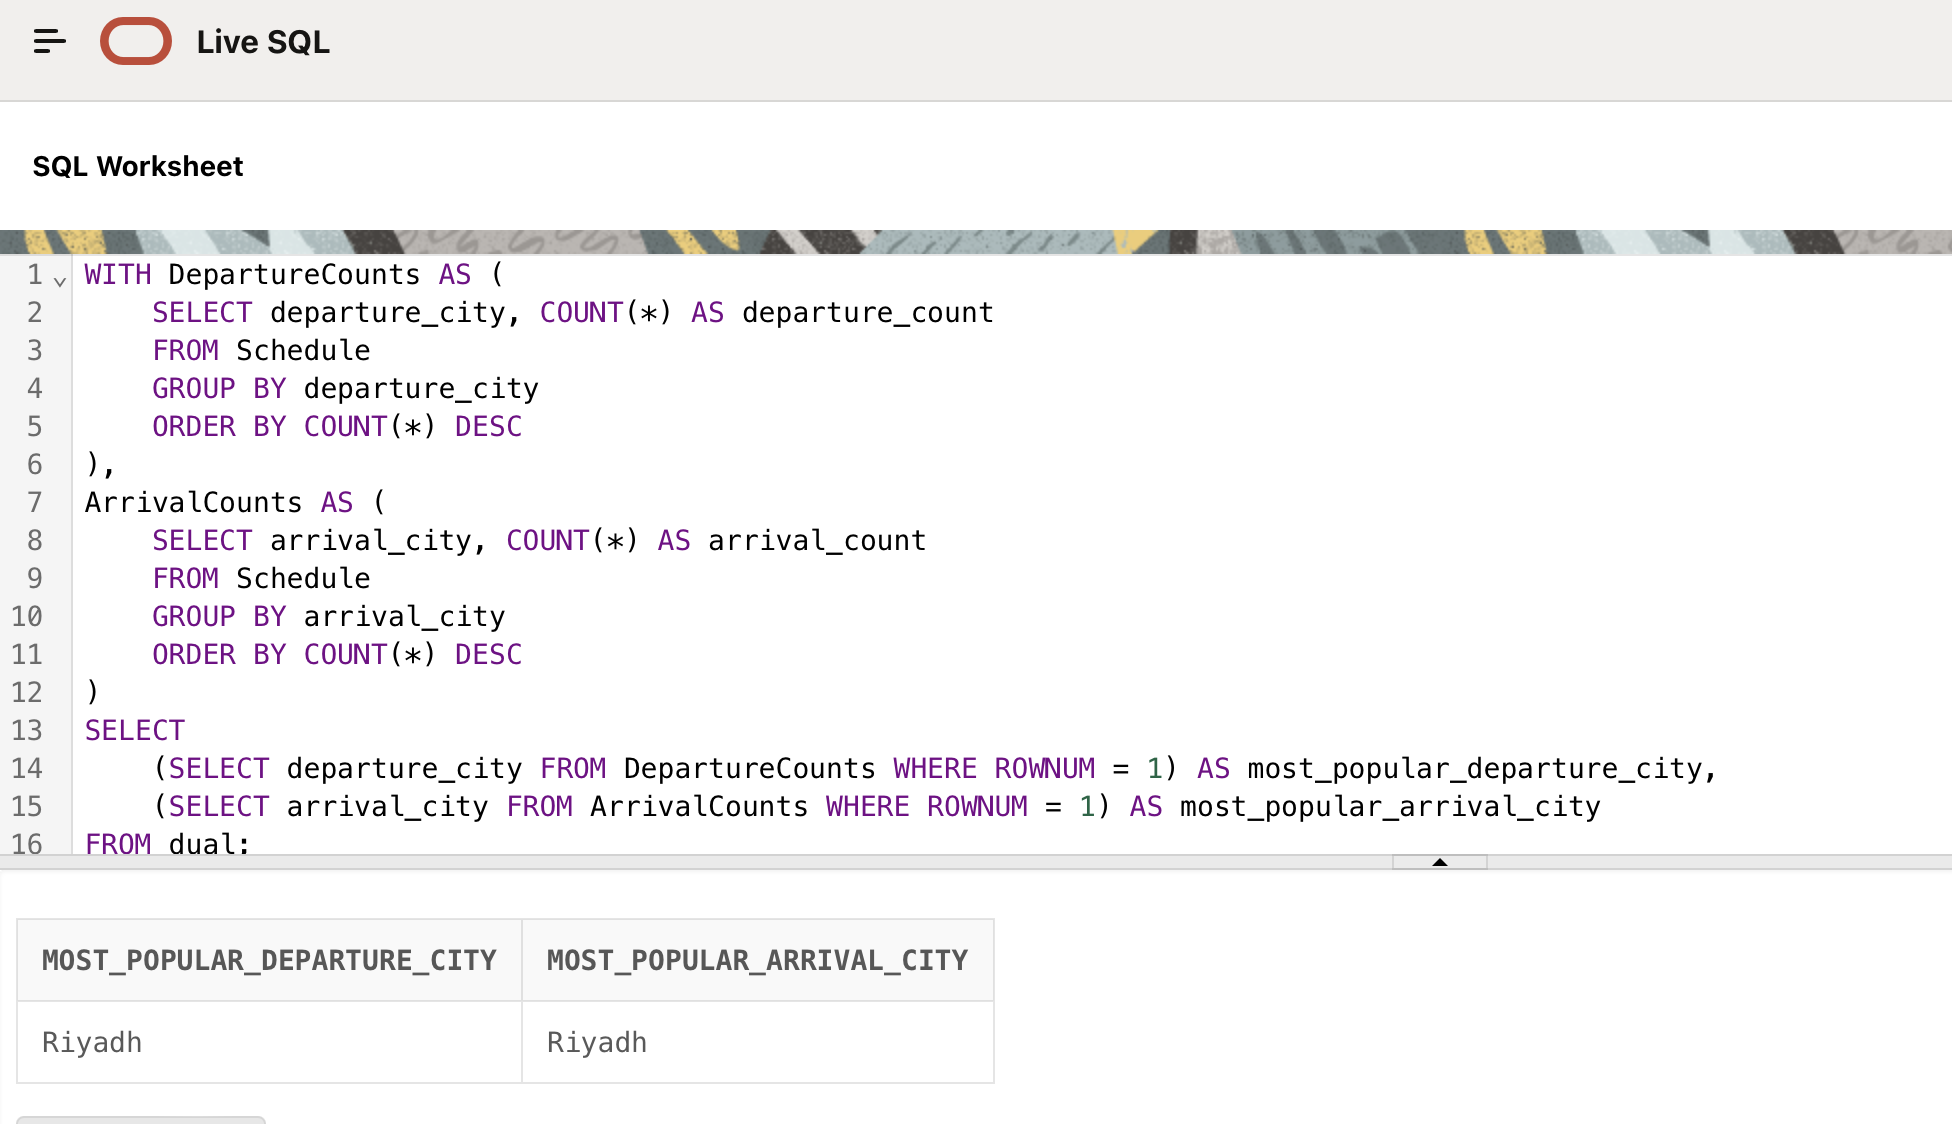 Live SQL
SQL Worksheet
1 WITH DepartureCounts AS (
2 SELECT departure_city, COUNT(*) AS departure_count
3 FROM Schedule
4 GROUP BY departure_city
5 ORDER BY COUNT(*) DESC
6 ),
7 ArrivalCounts AS (
8 SELECT arrival_city, COUNT(*) AS arrival_count
9 FROM Schedule
10 GROUP BY arrival_city
11 ORDER BY COUNT(*) DESC
12 )
13 SELECT
14 (SELECT departure_city FROM DepartureCounts WHERE ROWNUM = 1) AS most_popular_departure_city,
15 (SELECT arrival_city FROM ArrivalCounts WHERE ROWNUM = 1) AS most_popular_arrival_city
16 FROM dual;
MOST_POPULAR_DEPARTURE_CITY MOST_POPULAR_ARRIVAL_CITY
Riyadh Riyadh